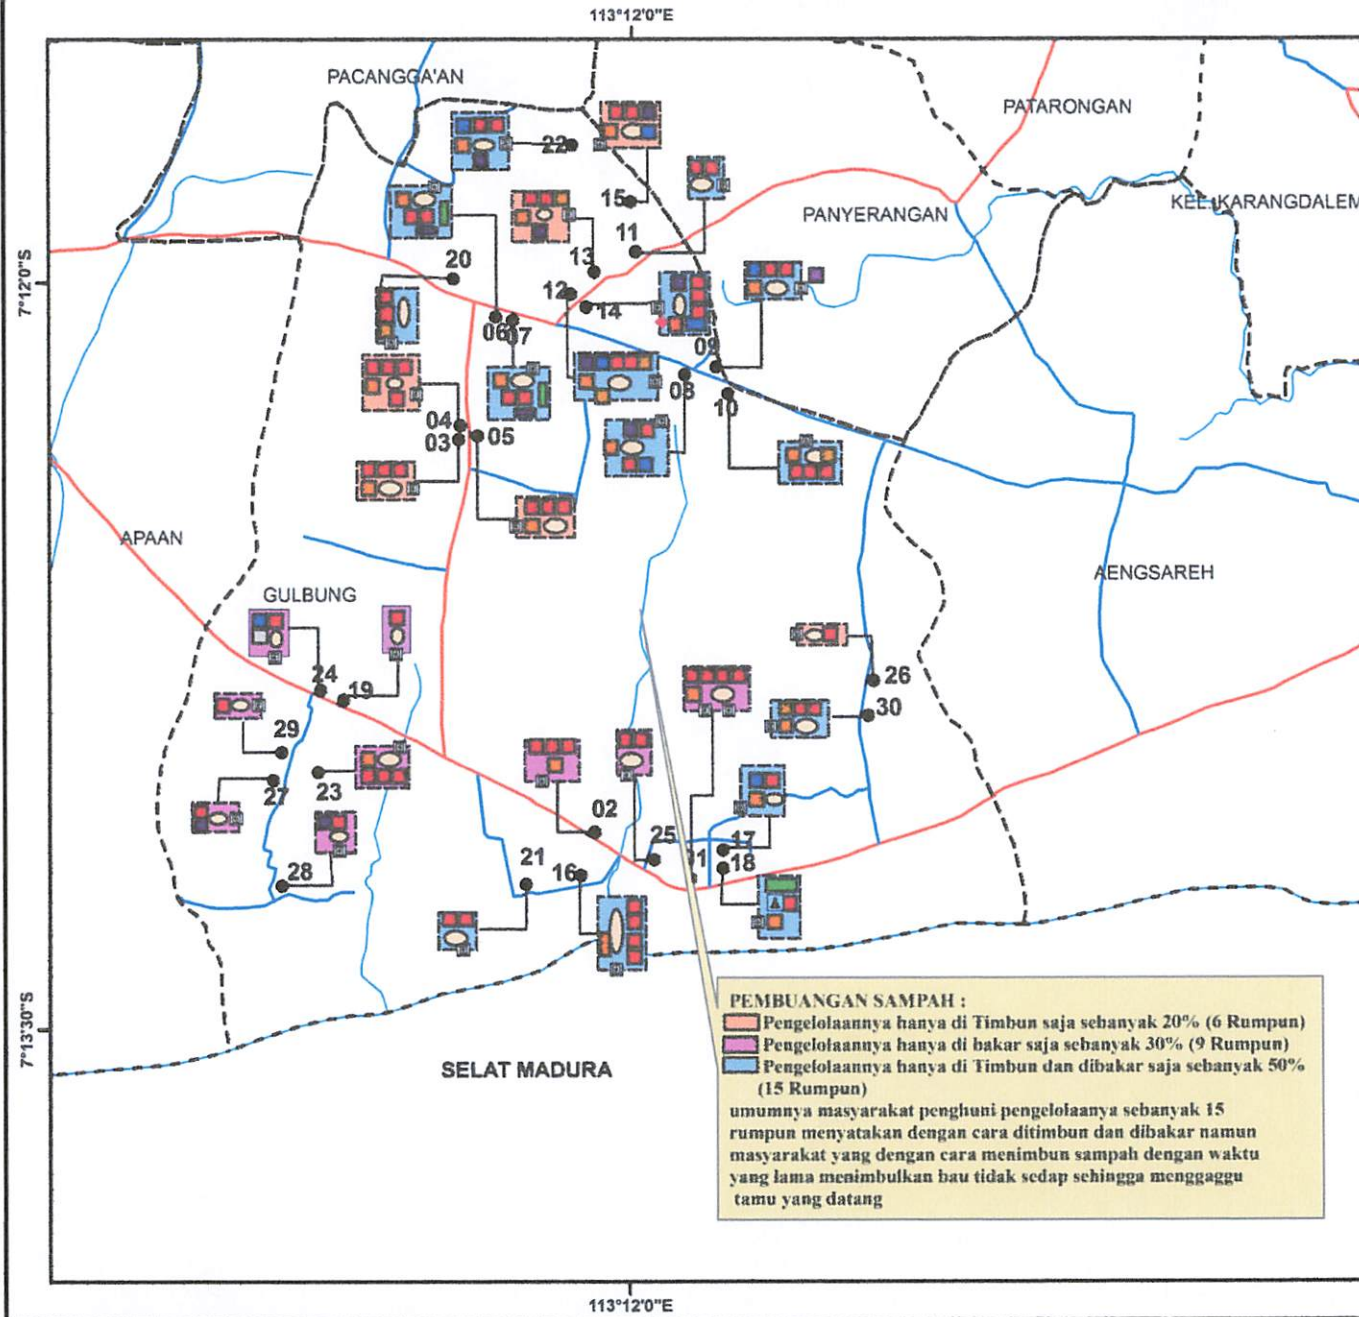 113°12'0"E
PACANGGA'AN
PATARONGAN
22
15
KEL. KARANGDALEM
PANYERANGAN
11
13
20
7°12'0"S
12
14
06
07
09
08
10
04
03
05
APAAN
AENGSAREH
GULBUNG
24
19
26
30
29
27
23
02
25
01
17
18
21
16
28
PEMBUANGAN SAMPAH :
Pengelolaannya hanya di Timbun saja sebanyak 20% (6 Rumpun)
Pengelolaannya hanya di bakar saja sebanyak 30% (9 Rumpun)
Pengelolaannya hanya di Timbun dan dibakar saja sebanyak 50%
(15 Rumpun)
umumnya masyarakat penghuni pengelolaanya sebanyak 15
rumpun menyatakan dengan cara ditimbun dan dibakar namun
masyarakat yang dengan cara menimbun sampah dengan waktu
yang lama menimbulkan bau tidak sedap sehingga menggaggu
tamu yang datang
7°13'30"S
SELAT MADURA
113°12'0"E